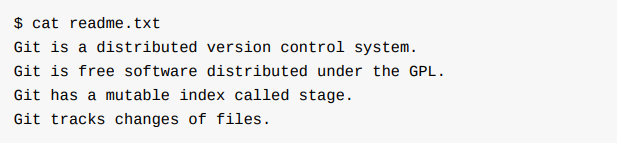 $ cat readme.txt
Git is a distributed version control system.
Git is free software distributed under the GPL.
Git has a mutable index called stage.
Git tracks changes of files.